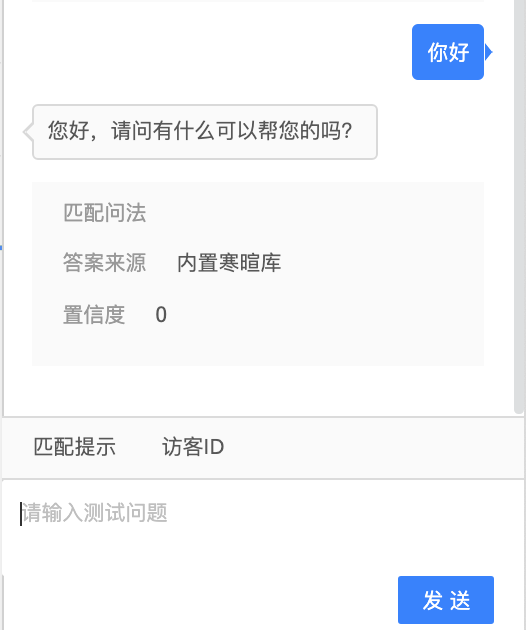 你好
您好，请问有什么可以帮您的吗？
匹配问法
答案来源 内置寒暄库
置信度 0
匹配提示 访客ID
请输入测试问题
发 送